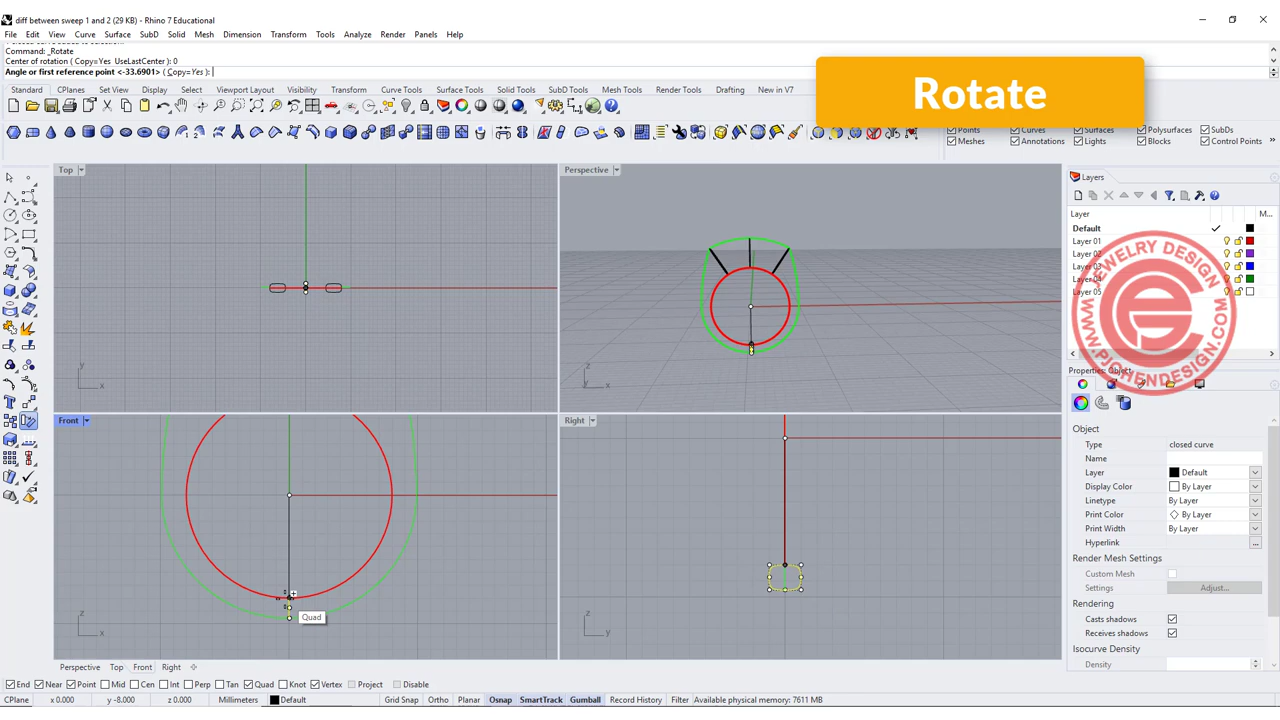 diff between sweep 1 and 2 (29 KB) - Rhino 7 Educational
File Edit View Curve Surface SubD Solid Mesh Dimension Transform Tools Analyze Render Panels Help
Command: _Rotate
Center of rotation ( Copy=Yes UseLastCenter ): 0
Angle or first reference point <-33.6901> ( Copy=Yes ):
Rotate
Standard CPlanes Set View Display Select Viewport Layout Visibility Transform Curve Tools Surface Tools Solid Tools SubD Tools Mesh Tools Render Tools Drafting New in V7
Points Curves Surfaces Polysurfaces SubDs
Meshes Annotations Lights Blocks Control Points
Top
y
x
Perspective
z
y
x
Front
Quad
z
x
Right
z
y
Layers
Layer M...
Default
Layer 01
Layer 02
Layer 03
Layer 04
Layer 05
JEWELRY DESIGN
WWW.PJCHENDESIGN.COM
Properties: Object
Object
Type closed curve
Name
Layer Default
Display Color By Layer
Linetype By Layer
Print Color By Layer
Print Width By Layer
Hyperlink ...
Render Mesh Settings
Custom Mesh
Settings Adjust...
Rendering
Casts shadows
Receives shadows
Isocurve Density
Density
Perspective Top Front Right
End Near Point Mid Cen Int Perp Tan Quad Knot Vertex Project Disable
CPlane x 0.000 y -8.000 z 0.000 Millimeters Default Grid Snap Ortho Planar Osnap SmartTrack Gumball Record History Filter Available physical memory: 7611 MB